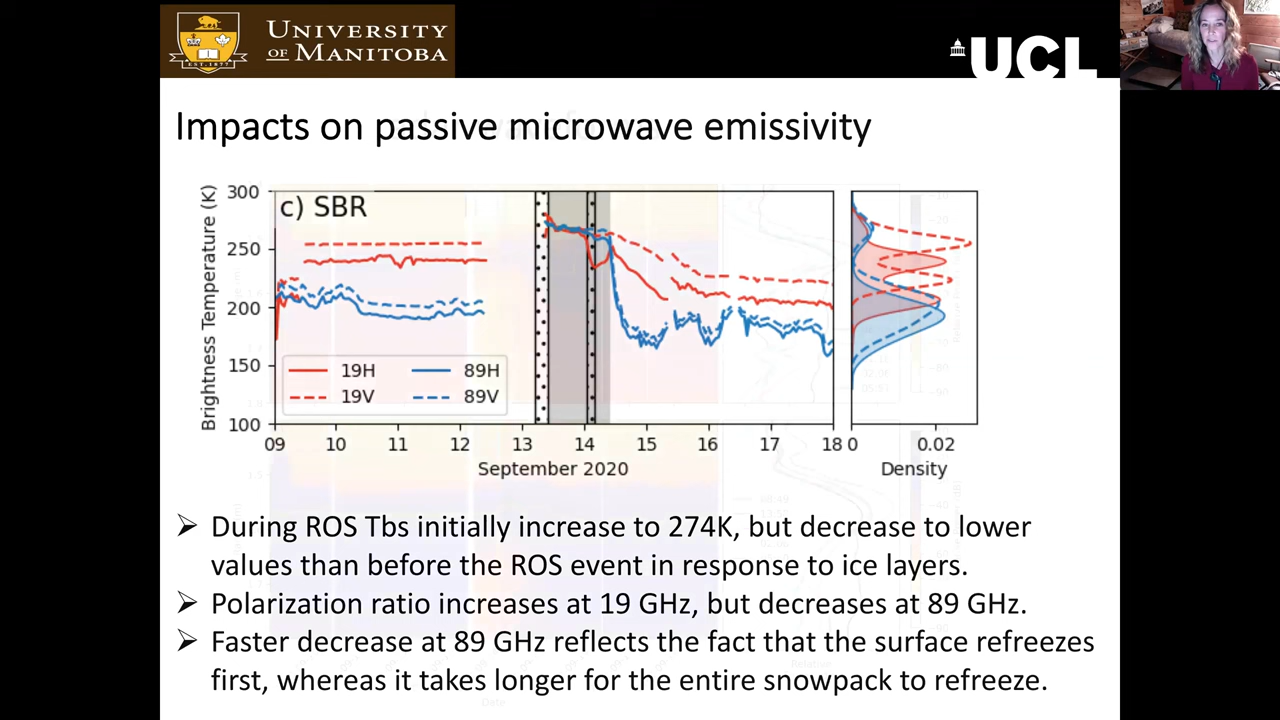 UNIVERSITY
OF MANITOBA
EST. 1877
UCL
Impacts on passive microwave emissivity
c) SBR
Brightness Temperature (K)
300
250
200
150
100
19H
89H
19V
89V
09 10 11 12 13 14 15 16 17 18
0 0.02
September 2020
Density
➢ During ROS Tbs initially increase to 274K, but decrease to lower
values than before the ROS event in response to ice layers.
➢ Polarization ratio increases at 19 GHz, but decreases at 89 GHz.
➢ Faster decrease at 89 GHz reflects the fact that the surface refreezes
first, whereas it takes longer for the entire snowpack to refreeze.